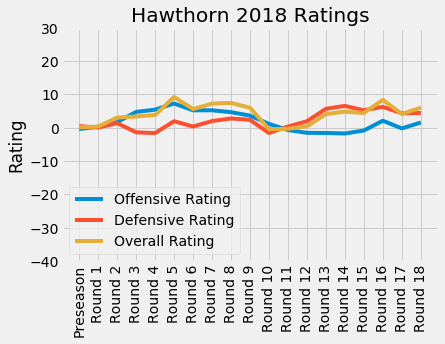 Hawthorn 2018 Ratings
Rating
30
20
10
0
−10
−20
−30
−40
Offensive Rating
Defensive Rating
Overall Rating
Preseason
Round 1
Round 2
Round 3
Round 4
Round 5
Round 6
Round 7
Round 8
Round 9
Round 10
Round 11
Round 12
Round 13
Round 14
Round 15
Round 16
Round 17
Round 18